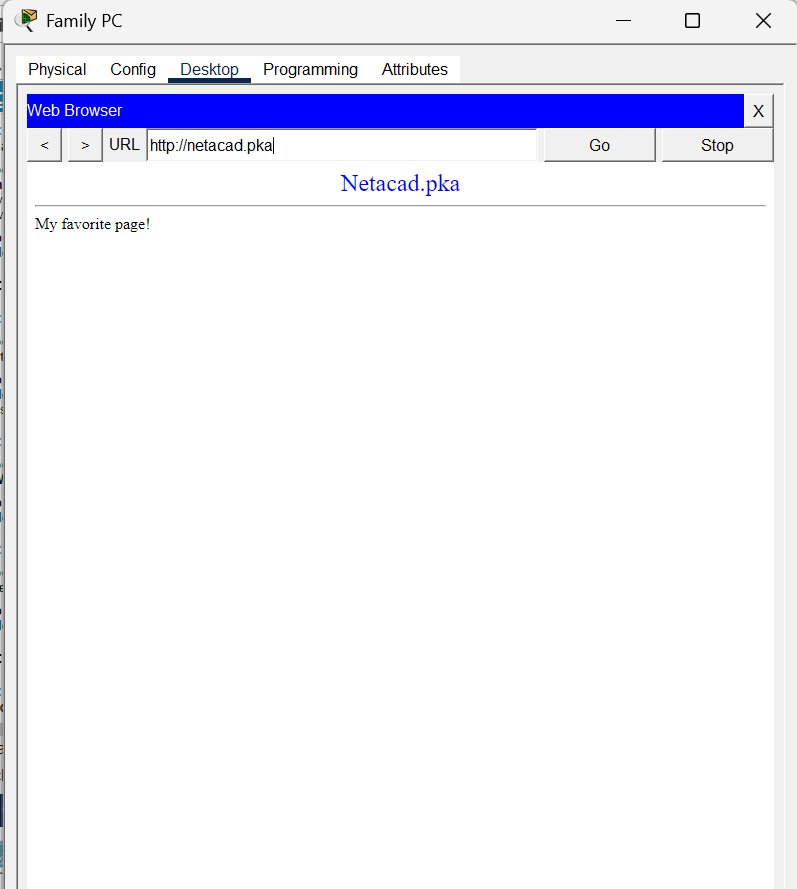 Family PC
Physical Config Desktop Programming Attributes
Web Browser X
< > URL http://netacad.pka Go Stop
Netacad.pka
My favorite page!